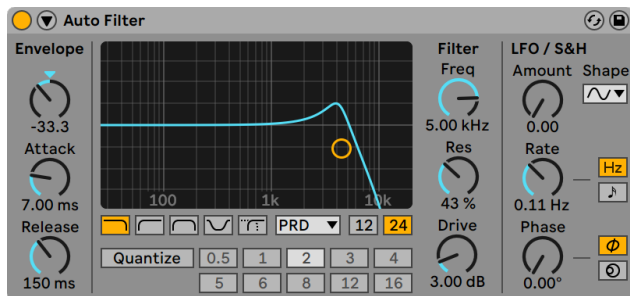 Auto Filter
Envelope
-33.3
Attack
7.00 ms
Release
150 ms
100 1k 10k
PRD 12 24
Quantize 0.5 1 2 3 4
5 6 8 12 16
Filter
Freq
5.00 kHz
Res
43 %
Drive
3.00 dB
LFO / S&H
Amount Shape
0.00
Rate
Hz
0.11 Hz
Phase
0.00°